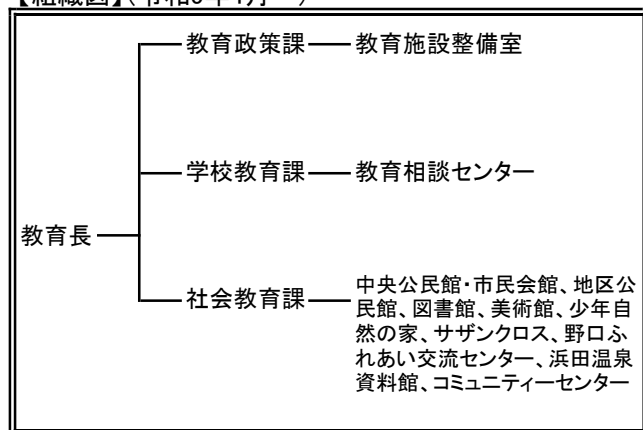 教育政策課
教育施設整備室
学校教育課
教育相談センター
教育長
社会教育課
中央公民館・市民会館、地区公
民館、図書館、美術館、少年自
然の家、サザンクロス、野口ふ
れあい交流センター、浜田温泉
資料館、コミュニティーセンター